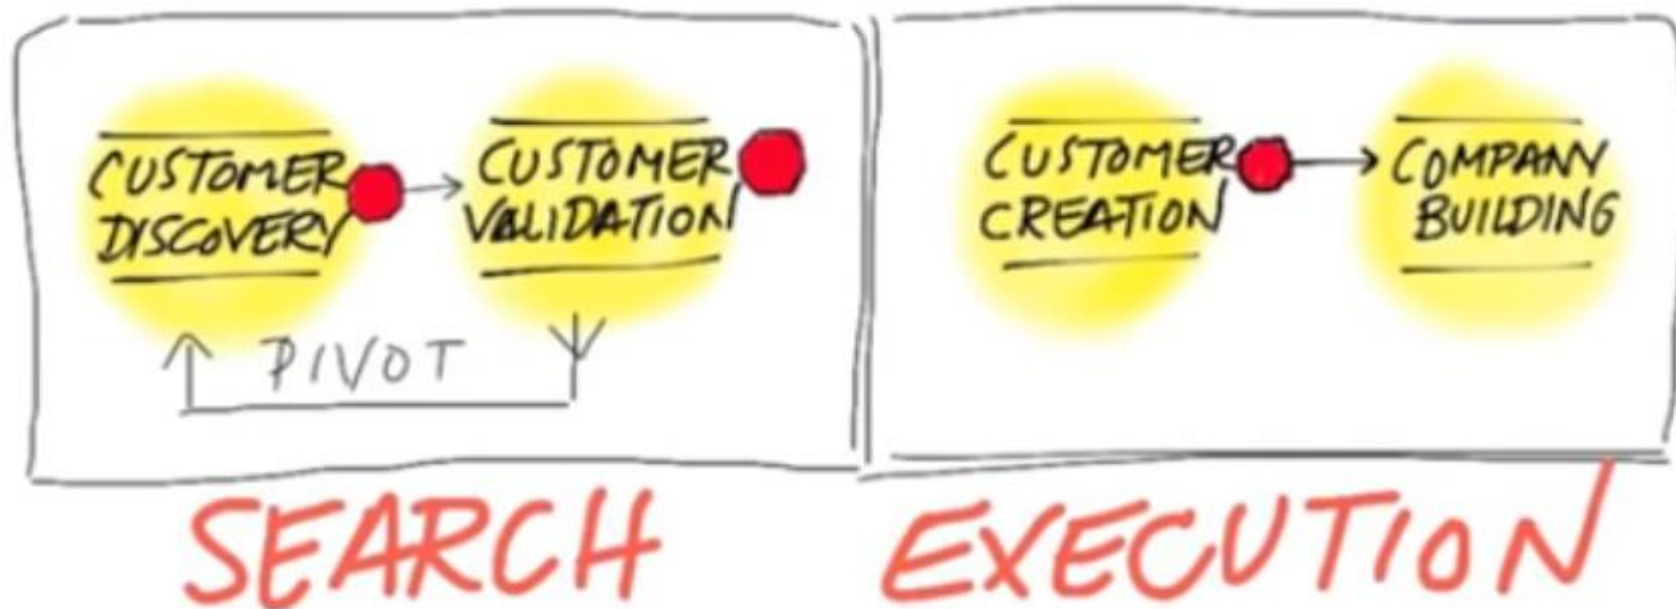 CUSTOMER
DISCOVERY
CUSTOMER
VALIDATION
PIVOT
CUSTOMER
CREATION
COMPANY
BUILDING
SEARCH
EXECUTION